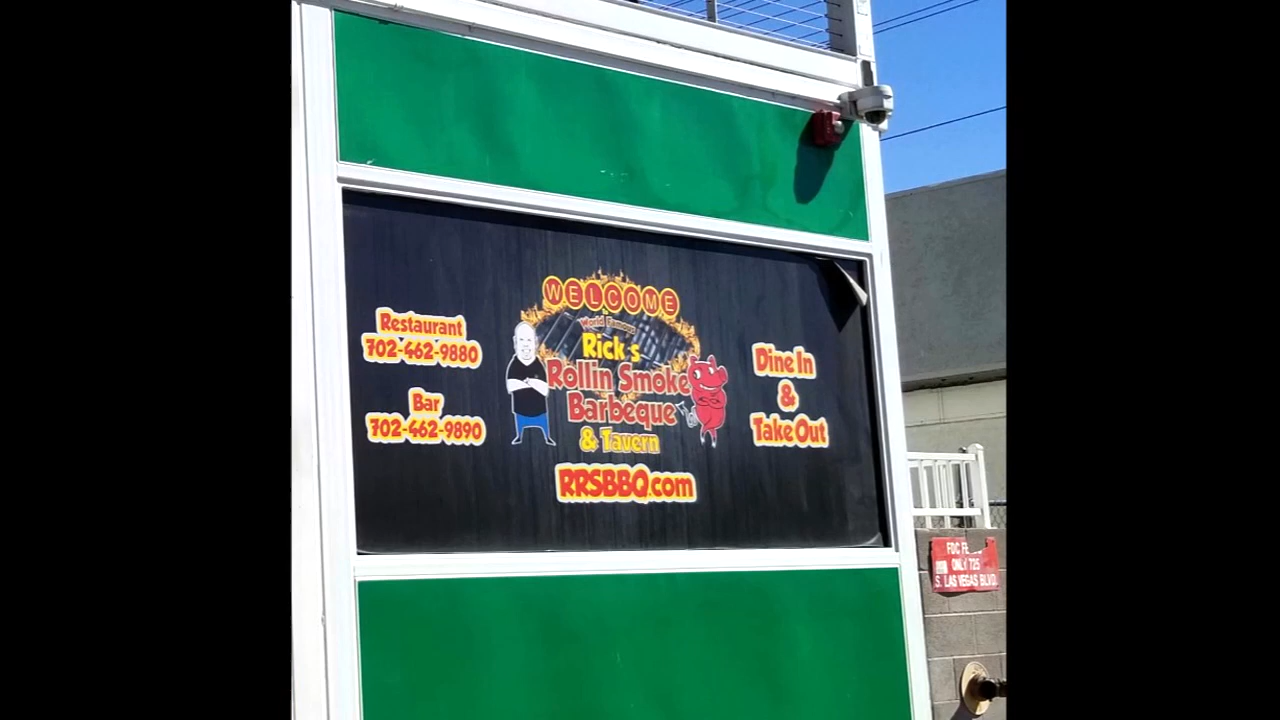 WELCOME
World Famous
Rick s
Rollin Smoke
Barbeque
& Tavern
RRSBBQ.com
Restaurant
702-462-9880
Bar
702-462-9890
Dine In
&
Take Out
FDC
ONLY 725
S. LAS VEGAS BLVD.